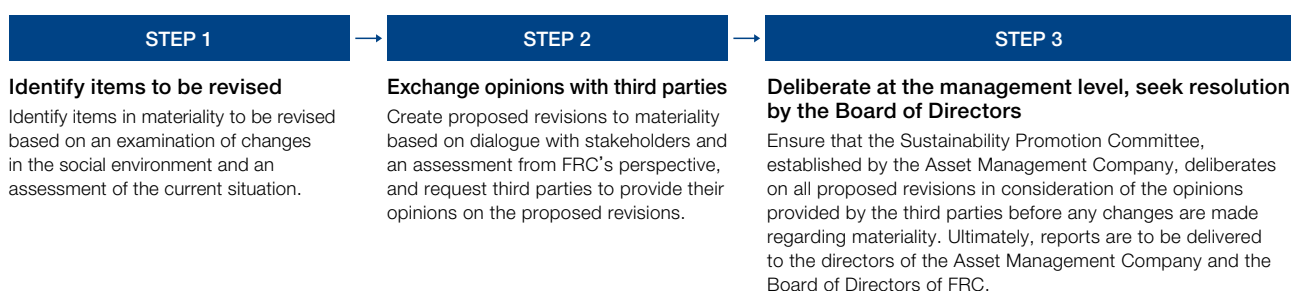 STEP 1
Identify items to be revised
Identify items in materiality to be revised
based on an examination of changes
in the social environment and an
assessment of the current situation.
STEP 2
Exchange opinions with third parties
Create proposed revisions to materiality
based on dialogue with stakeholders and
an assessment from FRC's perspective,
and request third parties to provide their
opinions on the proposed revisions.
STEP 3
Deliberate at the management level, seek resolution
by the Board of Directors
Ensure that the Sustainability Promotion Committee,
established by the Asset Management Company, deliberates
on all proposed revisions in consideration of the opinions
provided by the third parties before any changes are made
regarding materiality. Ultimately, reports are to be delivered
to the directors of the Asset Management Company and the
Board of Directors of FRC.